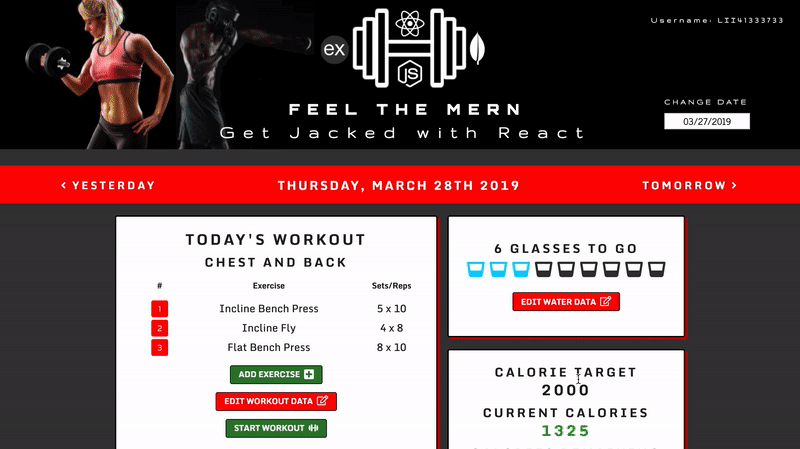 Username: LII41333733
ex
JS
FEEL THE MERN
Get Jacked with React
CHANGE DATE
03/27/2019
YESTERDAY
THURSDAY, MARCH 28TH 2019
TOMORROW
TODAY'S WORKOUT
CHEST AND BACK
# Exercise Sets/Reps
1 Incline Bench Press 5 x 10
2 Incline Fly 4 x 8
3 Flat Bench Press 8 x 10
ADD EXERCISE
EDIT WORKOUT DATA
START WORKOUT
6 GLASSES TO GO
EDIT WATER DATA
CALORIE TARGET
2000
CURRENT CALORIES
1325